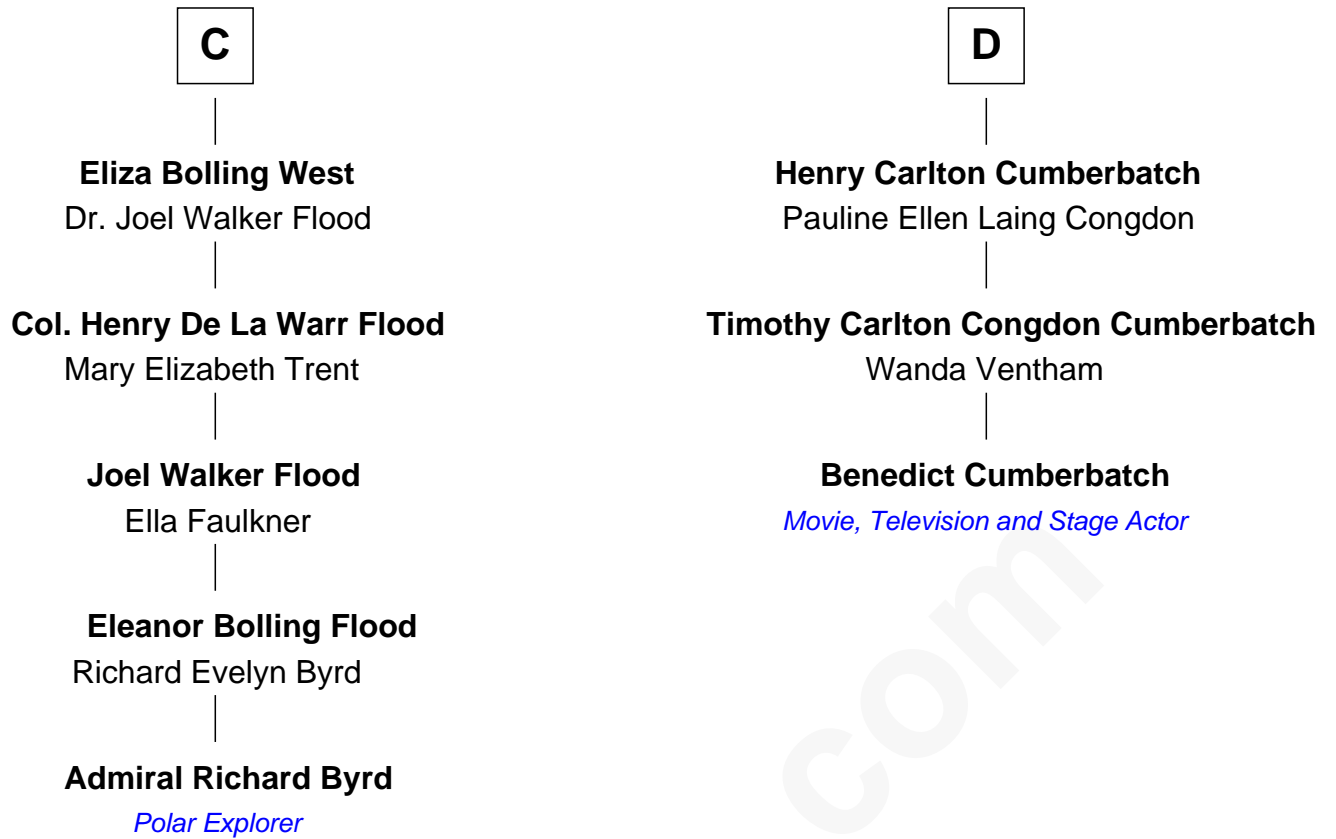 C
Eliza Bolling West
Dr. Joel Walker Flood
Col. Henry De La Warr Flood
Mary Elizabeth Trent
Joel Walker Flood
Ella Faulkner
Eleanor Bolling Flood
Richard Evelyn Byrd
Admiral Richard Byrd
Polar Explorer
D
Henry Carlton Cumberbatch
Pauline Ellen Laing Congdon
Timothy Carlton Congdon Cumberbatch
Wanda Ventham
Benedict Cumberbatch
Movie, Television and Stage Actor
com